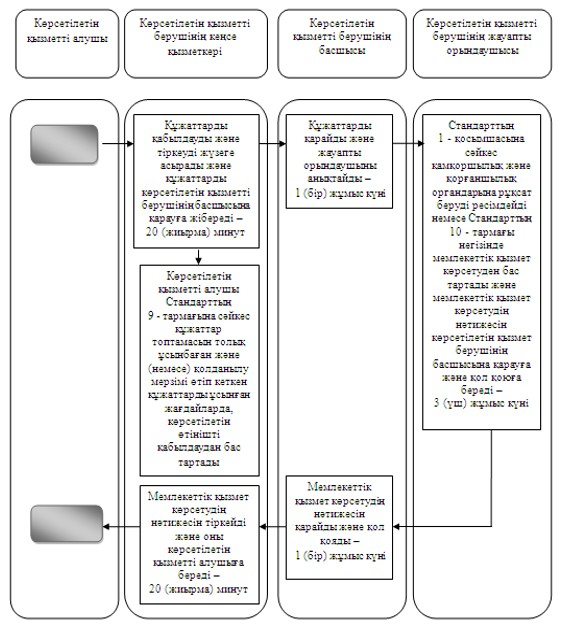 Көрсетілетін
қызметті алушы
Көрсетілетін қызметті
берушінің кеңсе
қызметкері
Көрсетілетін
қызметті берушінің
басшысы
Көрсетілетін қызметті
берушінің жауапты
орындаушысы
Құжаттарды
қабылдауды және
тіркеуді жүзеге
асырады және
құжаттарды
көрсетілетін қызметті
берушінің басшысына
қарауға жібереді –
20 (жиырма) минут
Құжаттарды
қарайды және
жауапты
орындаушыны
анықтайды –
1 (бір) жұмыс күні
Стандарттың
1 - қосымшасына
сәйкес
қамқоршылық және
қорғаншылық
органдарына рұқсат
беруді ресімдейді
немесе Стандарттың
10 - тармағы
негізінде
мемлекеттік қызмет
көрсетуден бас
тартады және
мемлекеттік қызмет
көрсетудің
нәтижесін
көрсетілетін қызмет
берушінің
басшысына қарауға
және қол қоюға
береді –
3 (үш) жұмыс күні
Көрсетілетін
қызметті алушы
Стандарттың
9 - тармағына сәйкес
құжаттар
топтамасын толық
ұсынбаған және
(немесе) қолданылу
мерзімі өтіп кеткен
құжаттарды ұсынған
жағдайларда,
көрсетілетін
өтінішті
қабылдаудан бас
тартады
Мемлекеттік қызмет
көрсетудің
нәтижесін тіркейді
және оны
көрсетілетін
қызметті алушыға
береді –
20 (жиырма) минут
Мемлекеттік
қызмет көрсетудің
нәтижесін
қарайды және қол
қояды –
1 (бір) жұмыс күні